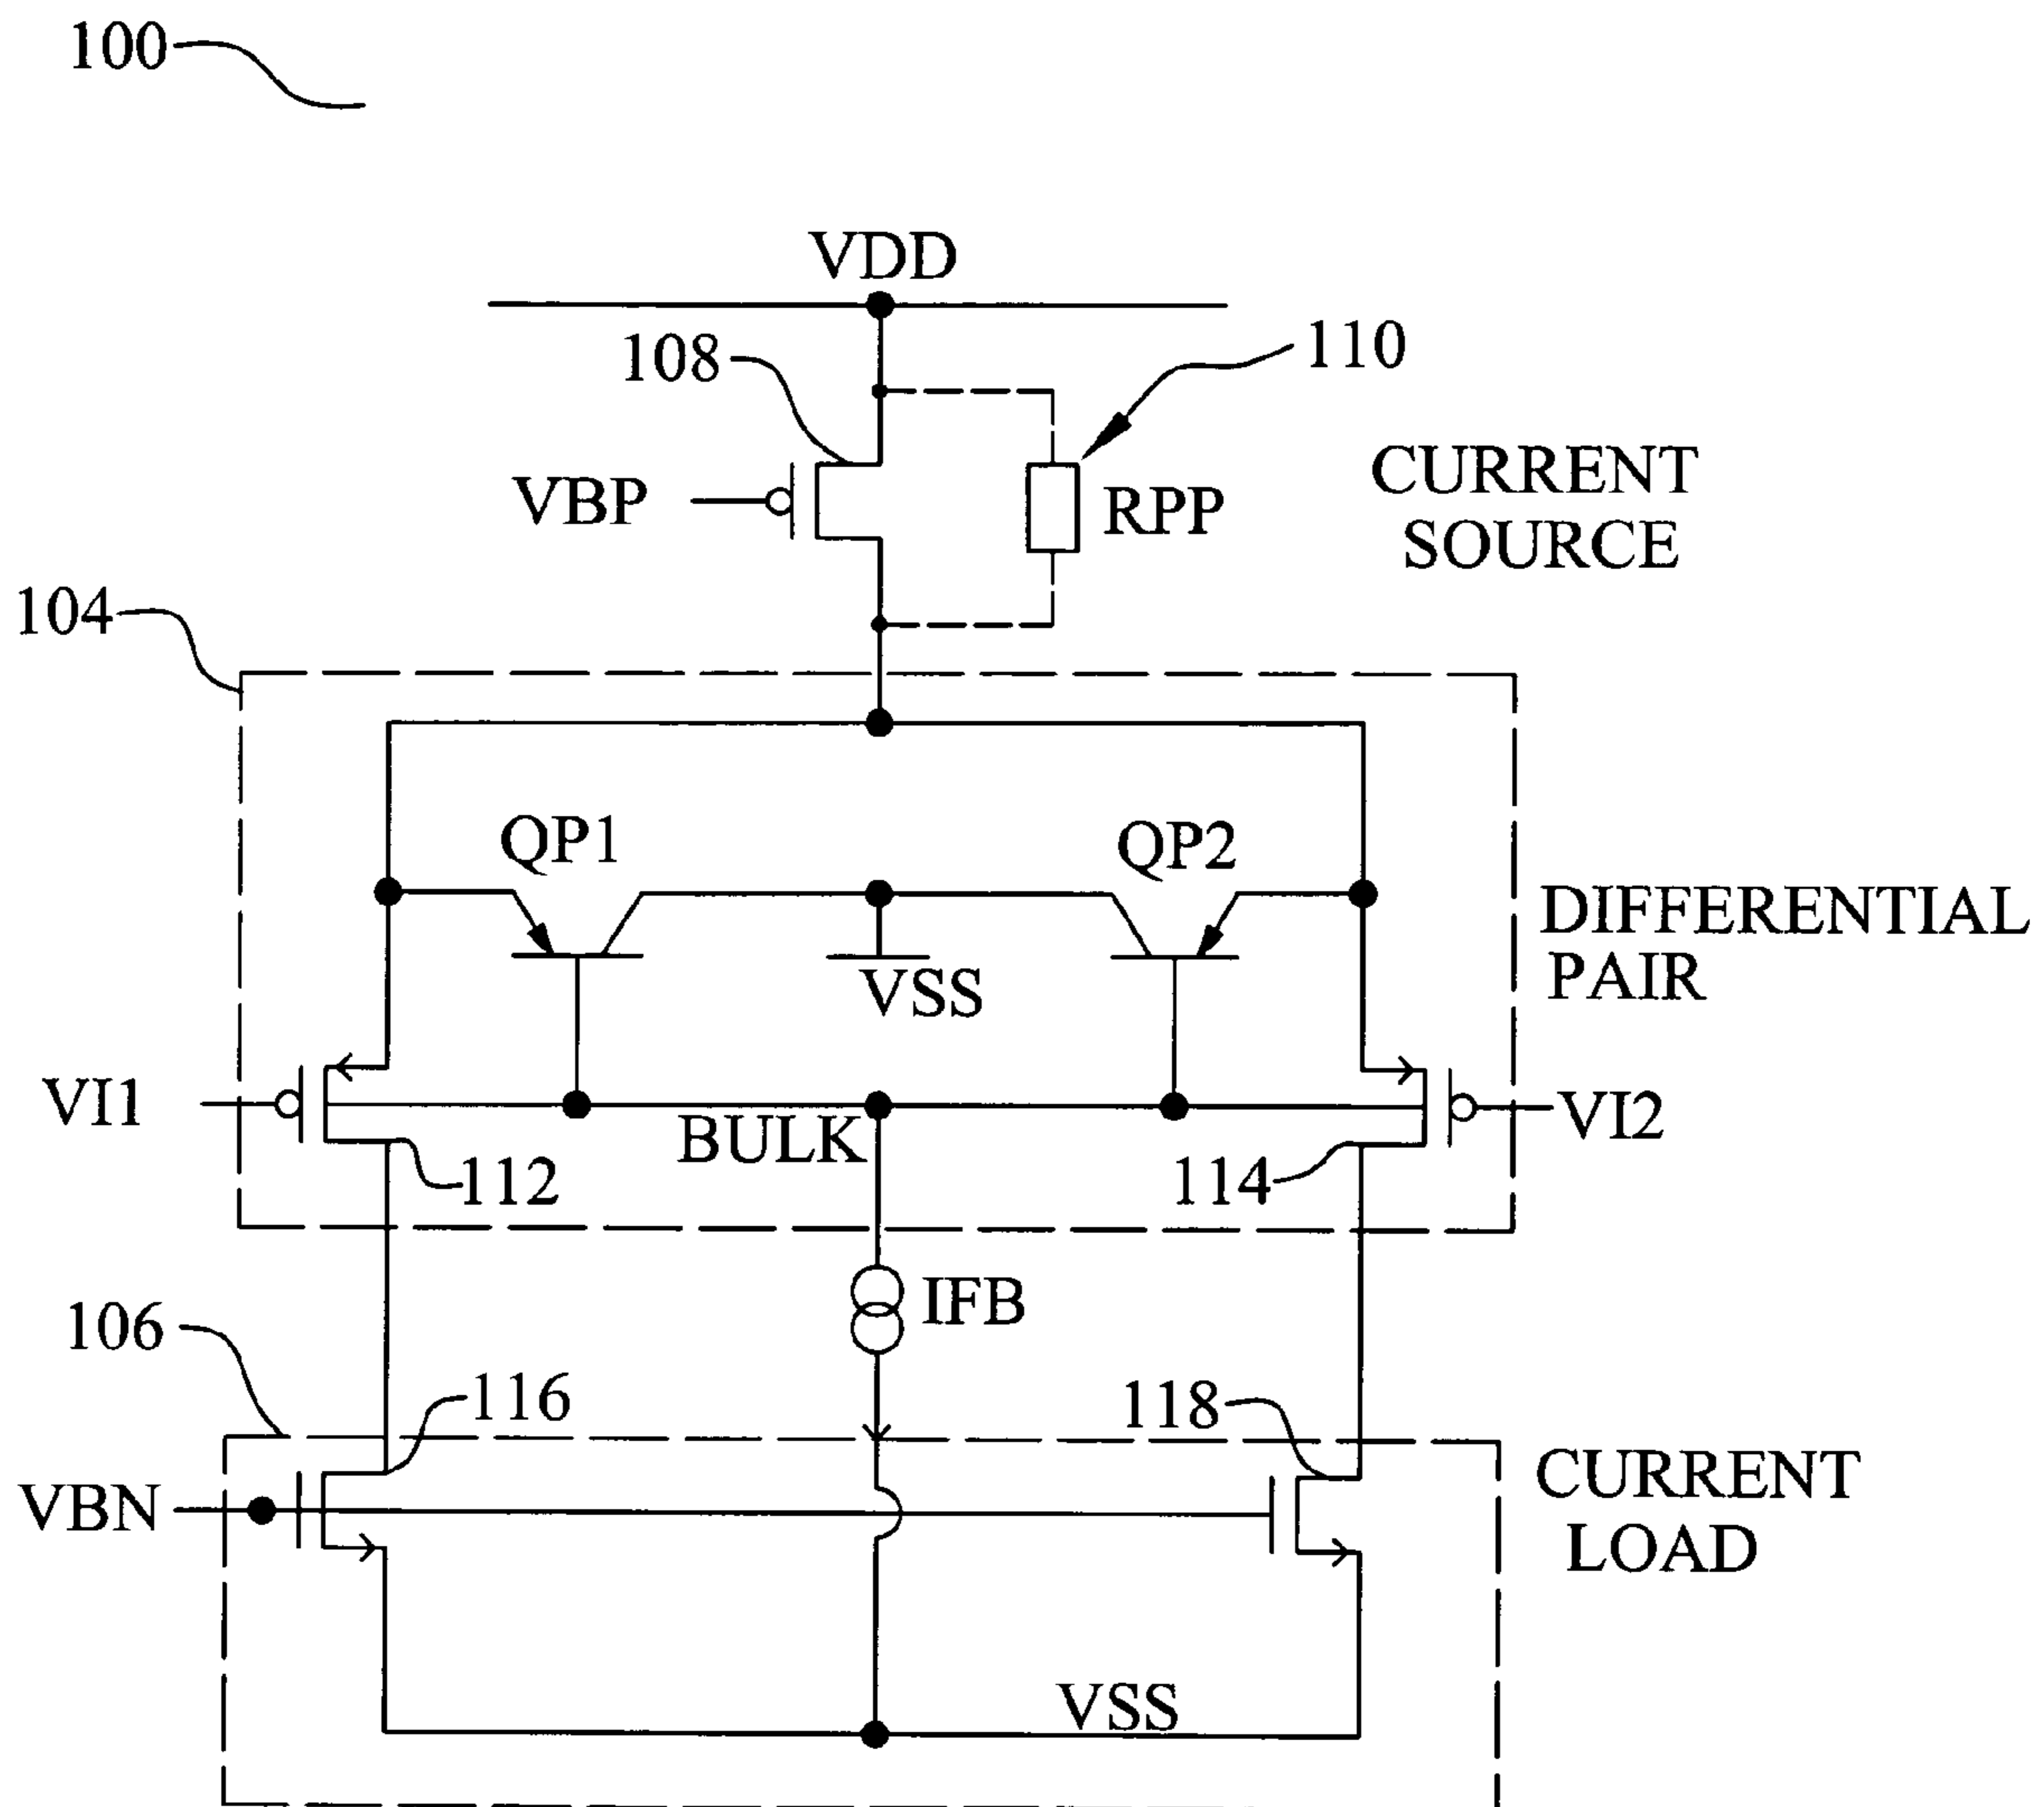 100
VDD
108
110
VBP
RPP
CURRENT
SOURCE
104
QP1
QP2
DIFFERENTIAL
PAIR
VSS
VI1
BULK
VI2
112
114
IFB
106
116
118
VBN
CURRENT
LOAD
VSS